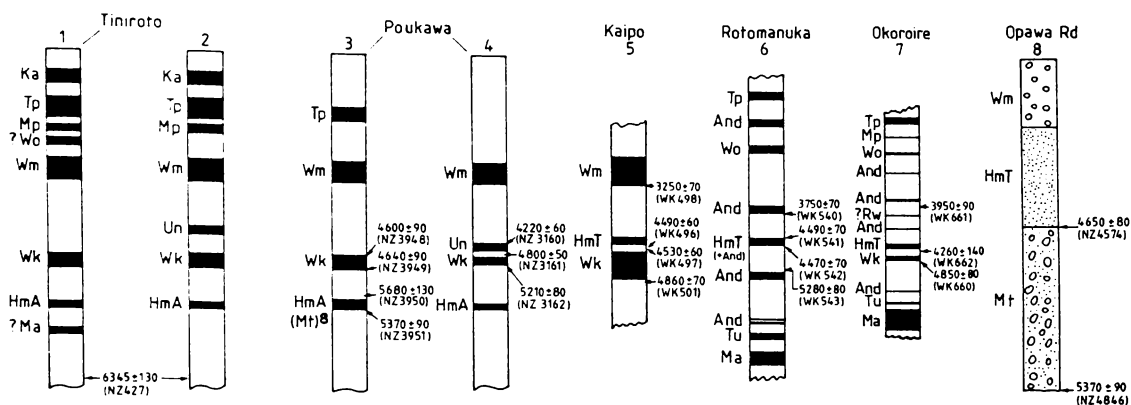 Tiniroto
1
2
Ka
Tp
Mp
?Wo
Wm
Wk
HmA
?Ma
Ka
Tp
Mp
Wm
Un
Wk
HmA
6345±130
(NZ427)
Poukawa
3
4
Tp
Wm
Wk
HmA
(Mt)8
4600±90
(NZ3948)
4640±90
(NZ3949)
5680±130
(NZ3950)
5370±90
(NZ3951)
Wm
Un
Wk
HmA
4220±60
(NZ3160)
4800±50
(NZ3161)
5210±80
(NZ 3162)
Kaipo
5
Wm
HmT
Wk
3250±70
(WK498)
4490±60
(WK496)
4530±60
(WK497)
4860±70
(WK501)
Rotomanuka
6
Tp
And
Wo
And
HmT
(+And)
And
And
Tu
Ma
3750±70
(WK540)
4490±70
(WK541)
4470±70
(WK542)
5280±80
(WK543)
Okoroire
7
Tp
Mp
Wo
And
And
?Rw
And
HmT
Wk
And
Tu
Ma
3950±90
(WK661)
4260±140
(WK662)
4850±80
(WK660)
Opawa Rd
8
Wm
HmT
Mt
4650±80
(NZ4574)
5370±90
(NZ4846)